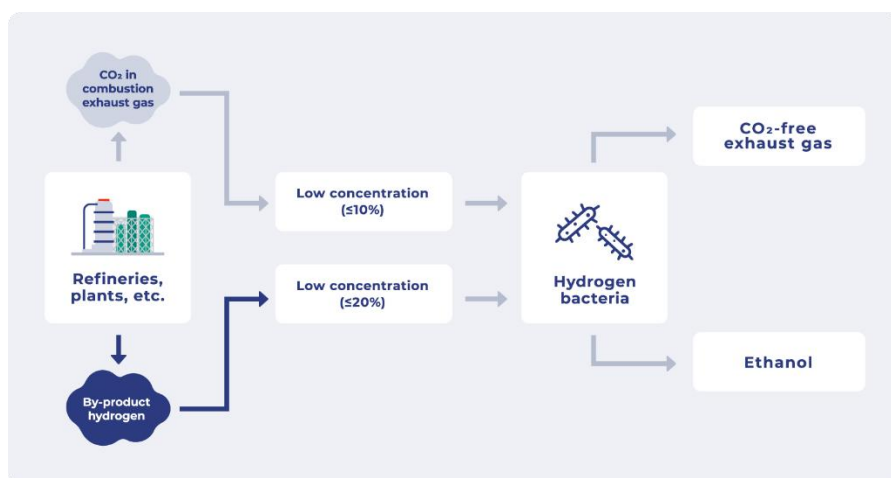 CO₂ in
combustion
exhaust gas
Refineries,
plants, etc.
By-product
hydrogen
Low concentration
(≤10%)
Low concentration
(≤20%)
Hydrogen
bacteria
CO₂-free
exhaust gas
Ethanol